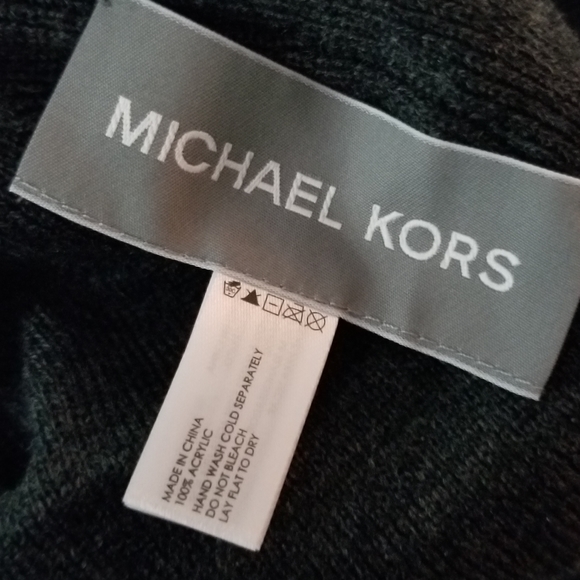 MICHAEL KORS
MADE IN CHINA
100% ACRYLIC
HAND WASH COLD SEPARATELY
DO NOT BLEACH
LAY FLAT TO DRY